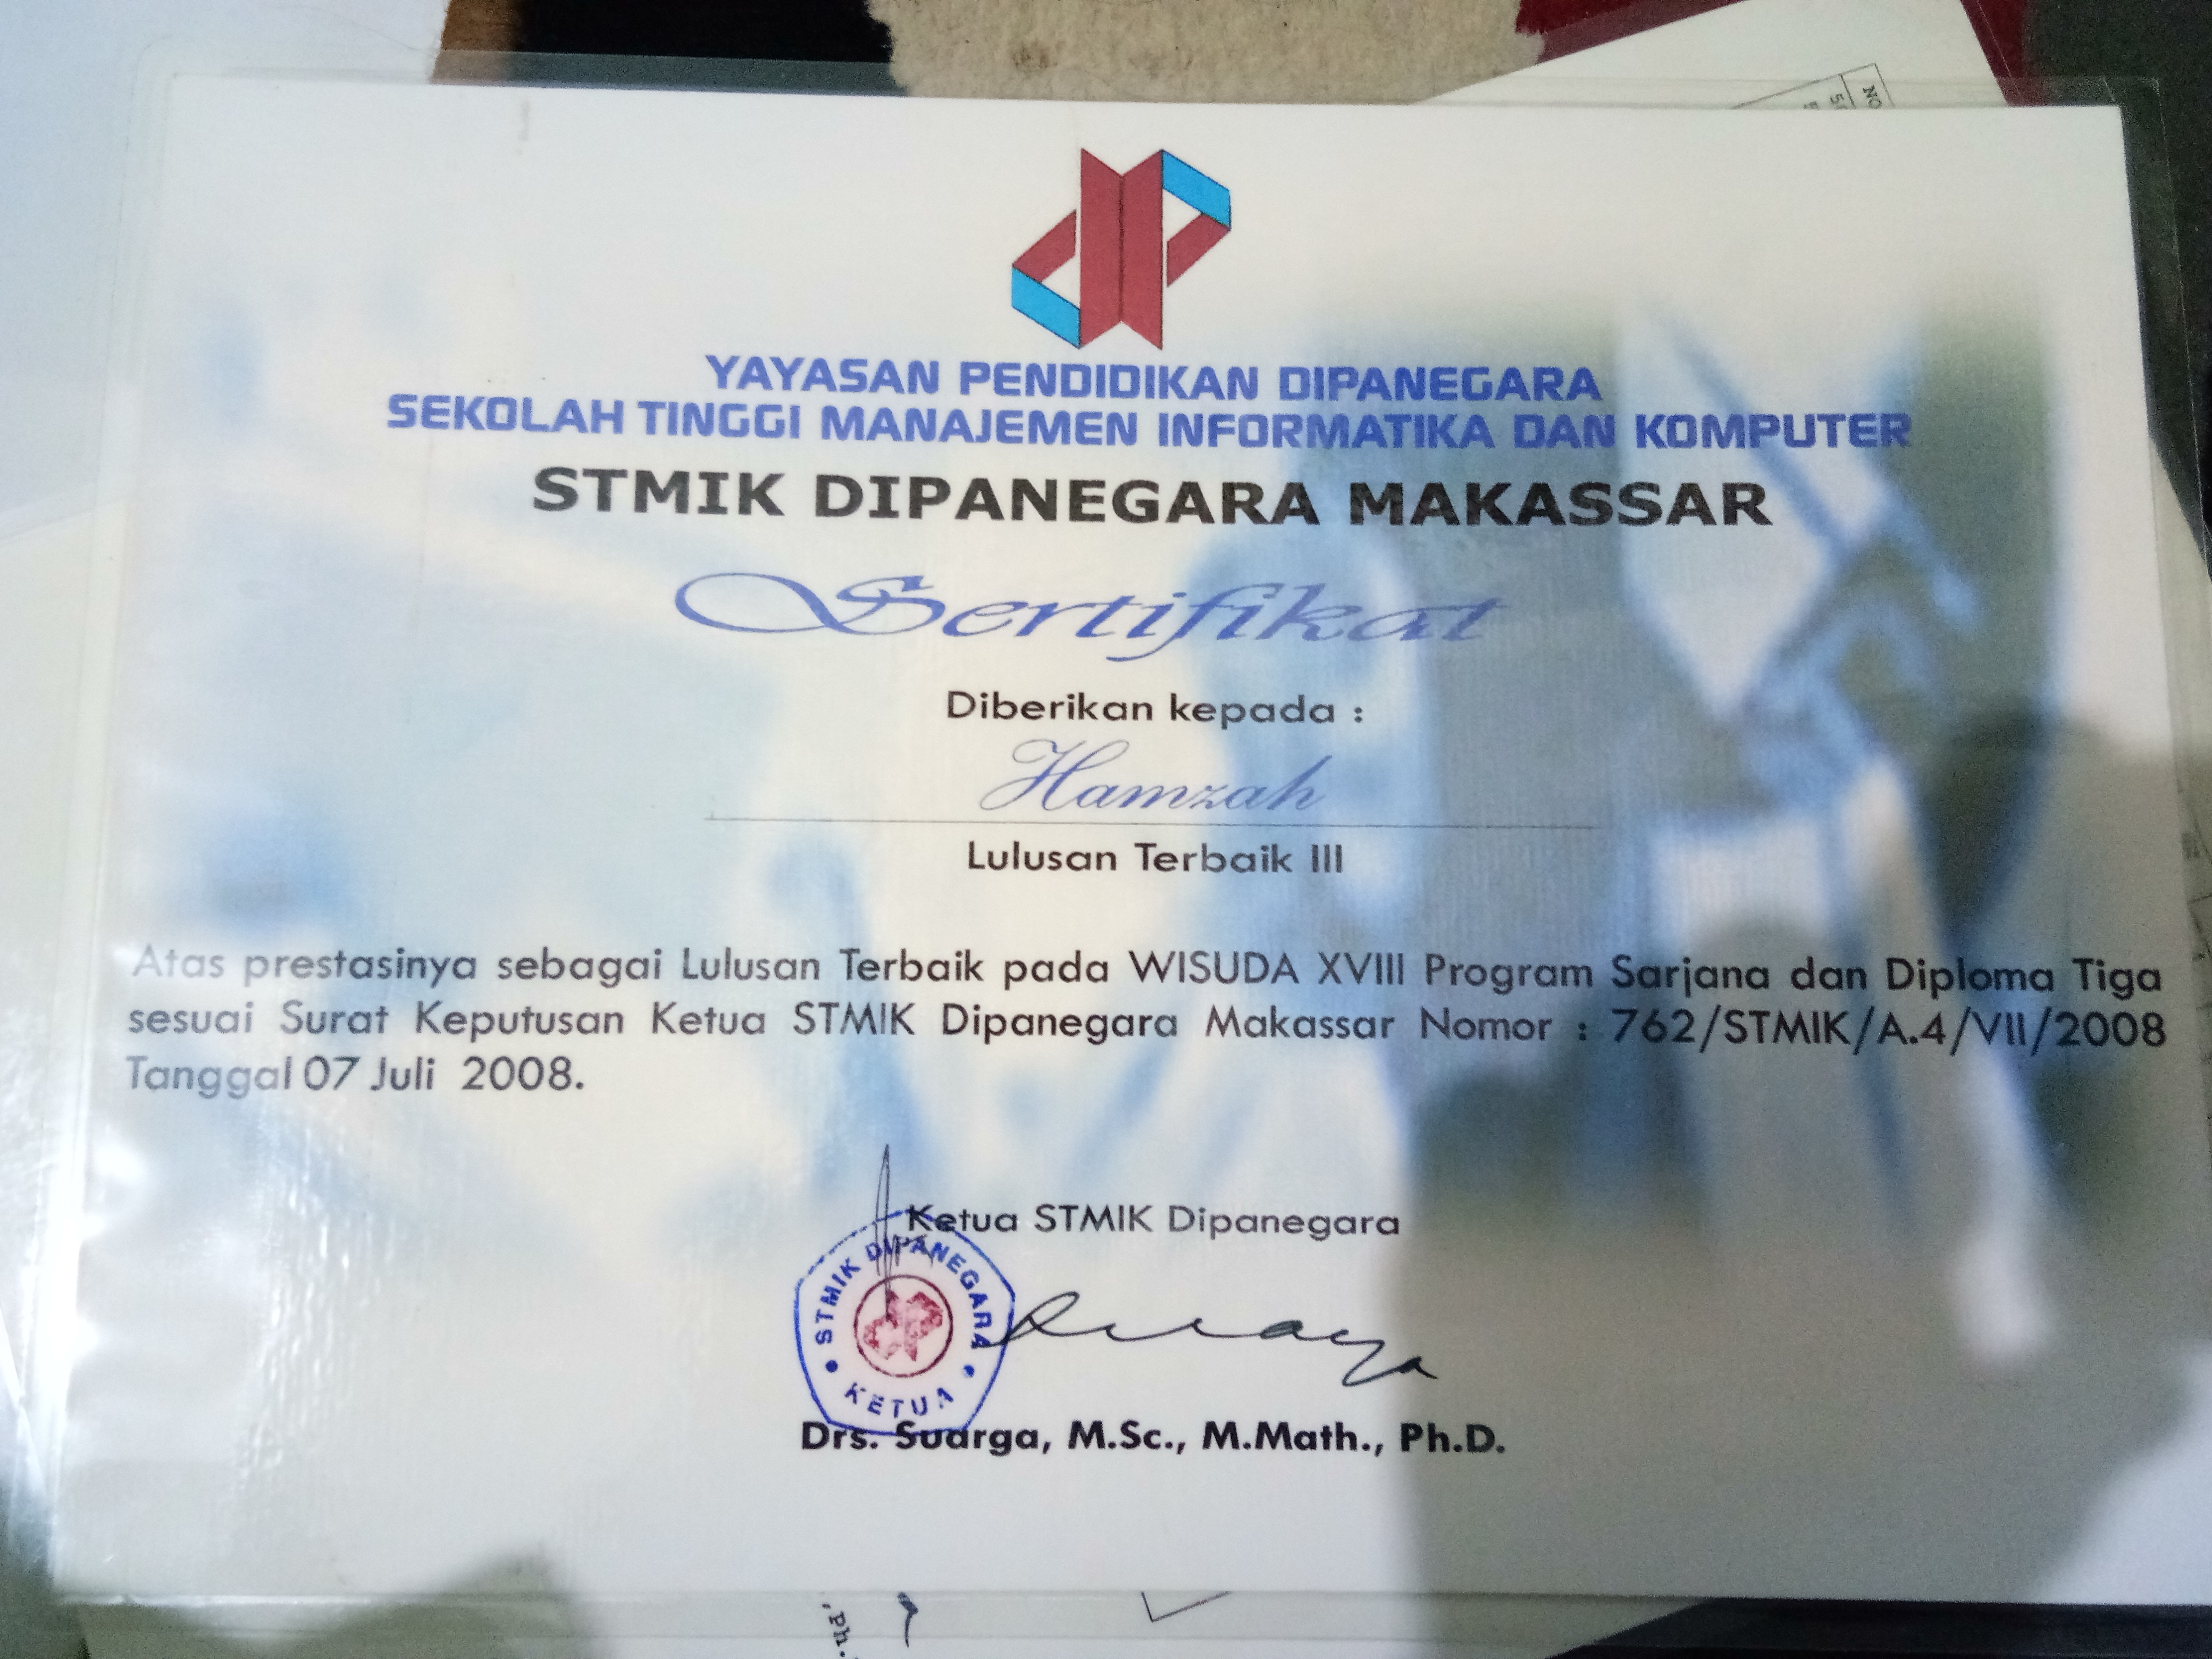 NO
YAYASAN PENDIDIKAN DIPANEGARA
SEKOLAH TINGGI MANAJEMEN INFORMATIKA DAN KOMPUTER
STMIK DIPANEGARA MAKASSAR
Sertifikat
Diberikan kepada :
Hamzah
Lulusan Terbaik III
Atas prestasinya sebagai Lulusan Terbaik pada WISUDA XVIII Program Sarjana dan Diploma Tiga
sesuai Surat Keputusan Ketua STMIK Dipanegara Makassar Nomor : 762/STMIK/A.4/VII/2008
Tanggal 07 Juli 2008.
Ketua STMIK Dipanegara
STMIK DIPANEGARA
KETUA
Drs. Suarga, M.Sc., M.Math., Ph.D.